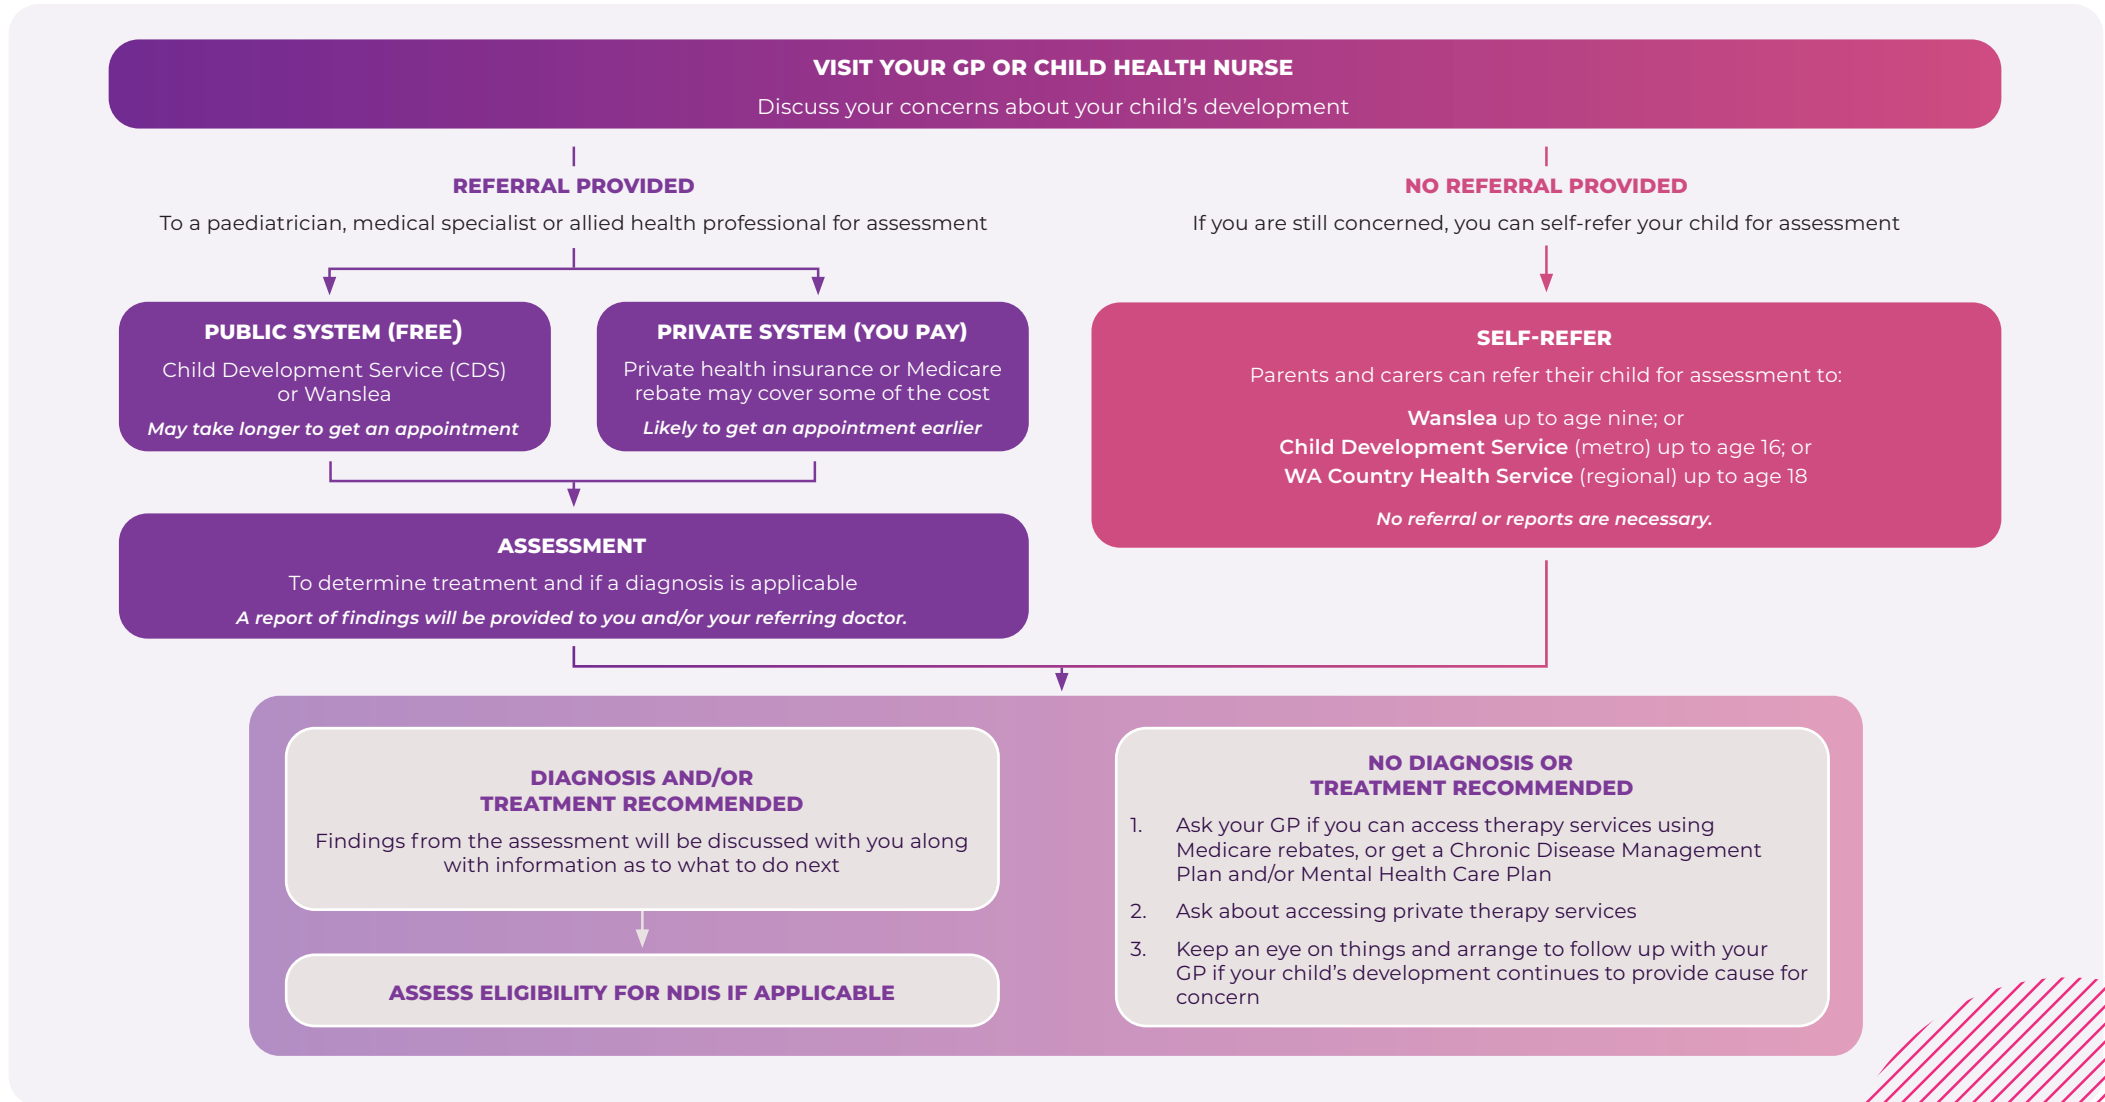 VISIT YOUR GP OR CHILD HEALTH NURSE
Discuss your concerns about your child's development
REFERRAL PROVIDED
To a paediatrician, medical specialist or allied health professional for assessment
NO REFERRAL PROVIDED
If you are still concerned, you can self-refer your child for assessment
PUBLIC SYSTEM (FREE)
Child Development Service (CDS)
or Wanslea
May take longer to get an appointment
PRIVATE SYSTEM (YOU PAY)
Private health insurance or Medicare
rebate may cover some of the cost
Likely to get an appointment earlier
SELF-REFER
Parents and carers can refer their child for assessment to:
Wanslea up to age nine; or
Child Development Service (metro) up to age 16; or
WA Country Health Service (regional) up to age 18
No referral or reports are necessary.
ASSESSMENT
To determine treatment and if a diagnosis is applicable
A report of findings will be provided to you and/or your referring doctor.
DIAGNOSIS AND/OR
TREATMENT RECOMMENDED
Findings from the assessment will be discussed with you along
with information as to what to do next
ASSESS ELIGIBILITY FOR NDIS IF APPLICABLE
NO DIAGNOSIS OR
TREATMENT RECOMMENDED
1. Ask your GP if you can access therapy services using
Medicare rebates, or get a Chronic Disease Management
Plan and/or Mental Health Care Plan
2. Ask about accessing private therapy services
3. Keep an eye on things and arrange to follow up with your
GP if your child's development continues to provide cause for
concern